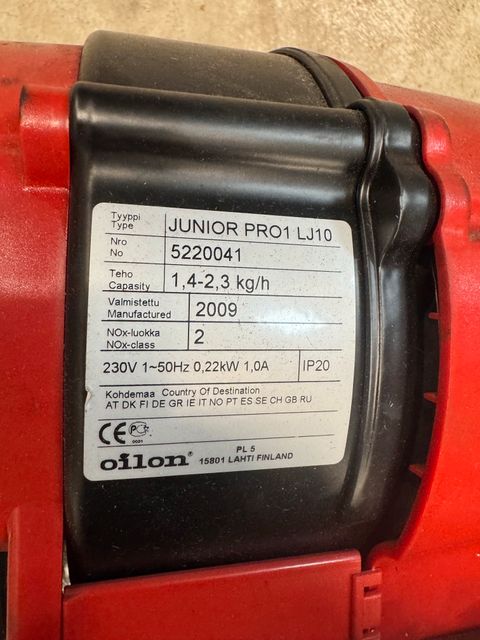 Tyyppi
Type JUNIOR PRO1 LJ10
Nro
No 5220041
Teho
Capacity 1,4-2,3 kg/h
Valmistettu
Manufactured 2009
NOx-luokka
NOx-class 2
230V 1~50Hz 0,22kW 1,0A IP20
Kohdemaa Country Of Destination
AT DK FI DE GR IE IT NO PT ES SE CH GB RU
CE
oilon® PL 5
15801 LAHTI FINLAND